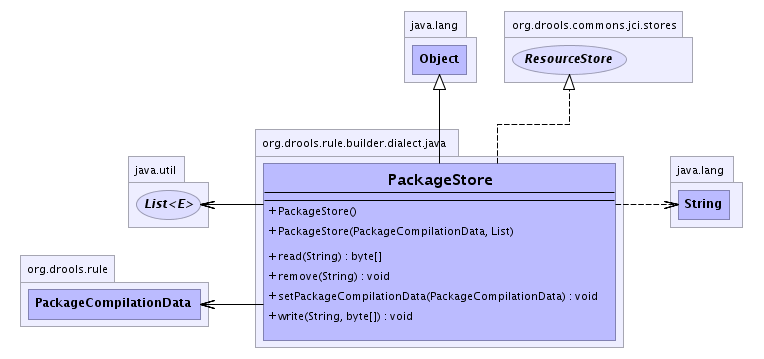 java.lang
Object
org.drools.commons.jci.stores
ResourceStore
org.drools.rule.builder.dialect.java
PackageStore
+ PackageStore()
+ PackageStore(PackageCompilationData, List)
+ read(String) : byte[]
+ remove(String) : void
+ setPackageCompilationData(PackageCompilationData) : void
+ write(String, byte[]) : void
java.util
List<E>
java.lang
String
org.drools.rule
PackageCompilationData